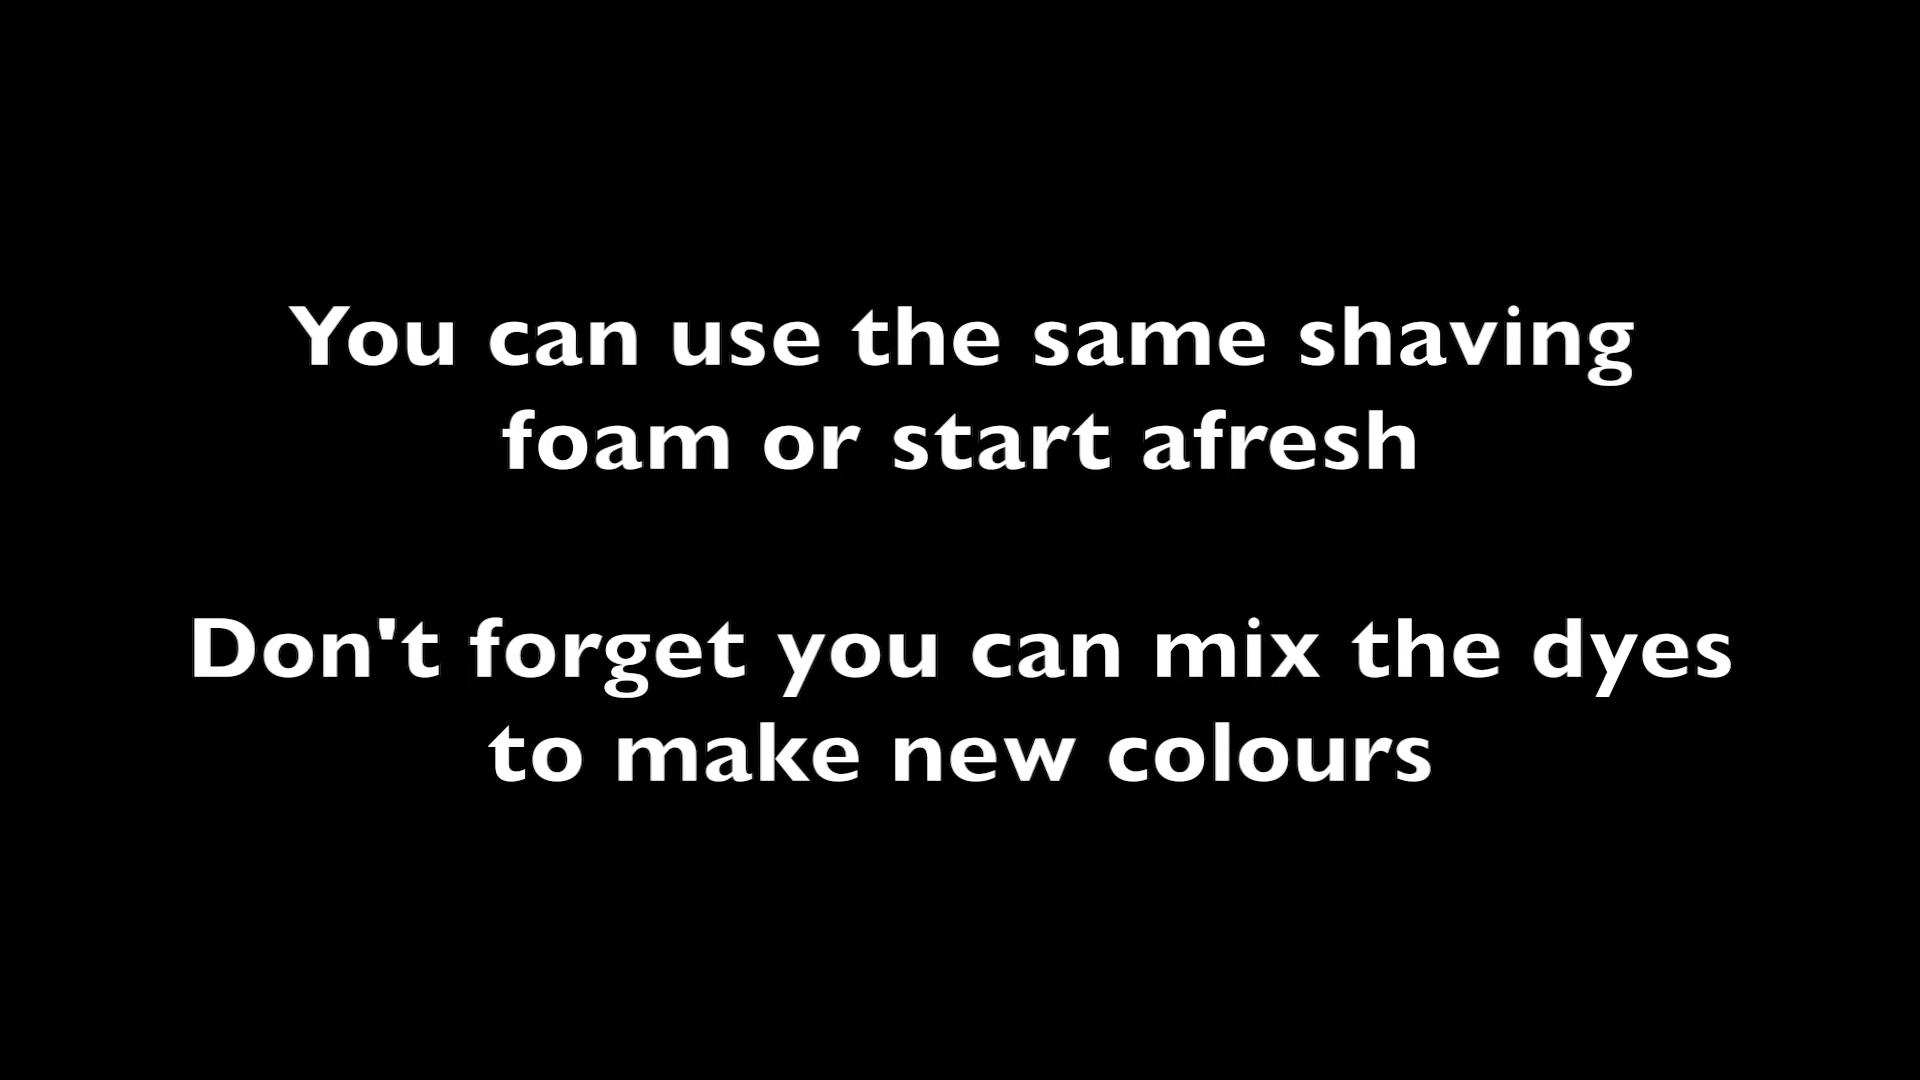 You can use the same shaving
foam or start afresh
Don't forget you can mix the dyes
to make new colours